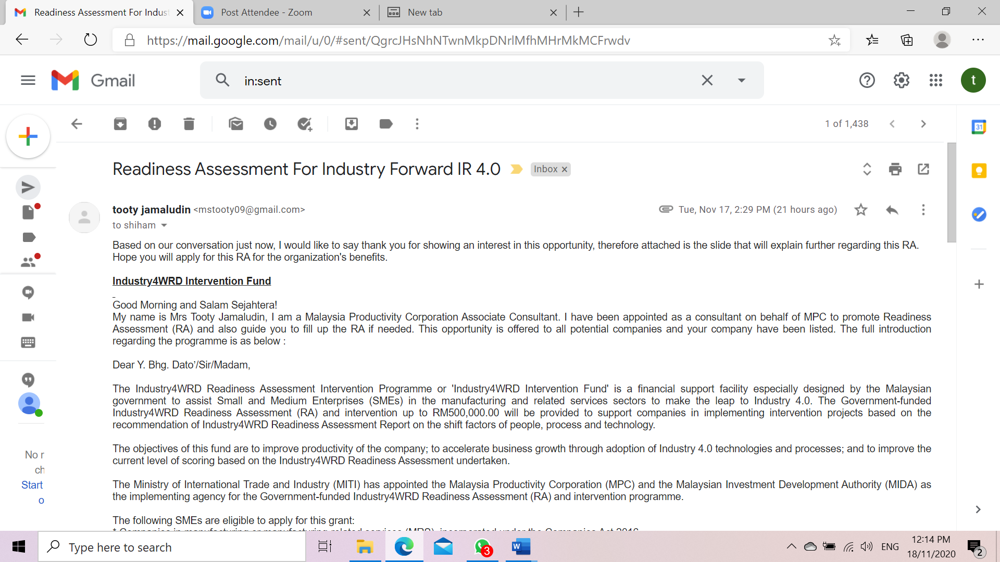 Readiness Assessment For Indust
Post Attendee - Zoom
New tab
https://mail.google.com/mail/u/0/#sent/QgrcJHsNhNTwnMkpDNrlMfhMHrMkMCFrwdv
Gmail
in:sent
t
1 of 1,438
31
Readiness Assessment For Industry Forward IR 4.0
Inbox ×
tooty jamaludin <mstooty09@gmail.com>
Tue, Nov 17, 2:29 PM (21 hours ago)
to shiham
Based on our conversation just now, I would like to say thank you for showing an interest in this opportunity, therefore attached is the slide that will explain further regarding this RA.
Hope you will apply for this RA for the organization's benefits.
Industry4WRD Intervention Fund
Good Morning and Salam Sejahtera!
My name is Mrs Tooty Jamaludin, I am a Malaysia Productivity Corporation Associate Consultant. I have been appointed as a consultant on behalf of MPC to promote Readiness
Assessment (RA) and also guide you to fill up the RA if needed. This opportunity is offered to all potential companies and your company have been listed. The full introduction
regarding the programme is as below :
Dear Y. Bhg. Dato’/Sir/Madam,
The Industry4WRD Readiness Assessment Intervention Programme or 'Industry4WRD Intervention Fund' is a financial support facility especially designed by the Malaysian
government to assist Small and Medium Enterprises (SMEs) in the manufacturing and related services sectors to make the leap to Industry 4.0. The Government-funded
Industry4WRD Readiness Assessment (RA) and intervention up to RM500,000.00 will be provided to support companies in implementing intervention projects based on the
recommendation of Industry4WRD Readiness Assessment Report on the shift factors of people, process and technology.
The objectives of this fund are to improve productivity of the company; to accelerate business growth through adoption of Industry 4.0 technologies and processes; and to improve the
current level of scoring based on the Industry4WRD Readiness Assessment undertaken.
The Ministry of International Trade and Industry (MITI) has appointed the Malaysia Productivity Corporation (MPC) and the Malaysian Investment Development Authority (MIDA) as
the implementing agency for the Government-funded Industry4WRD Readiness Assessment (RA) and intervention programme.
The following SMEs are eligible to apply for this grant:
* Companies in manufacturing or manufacturing related services (MRS), incorporated under the Companies Act 2016
No r
ch
Start
o
Type here to search
3
W
ENG
12:14 PM
18/11/2020
2